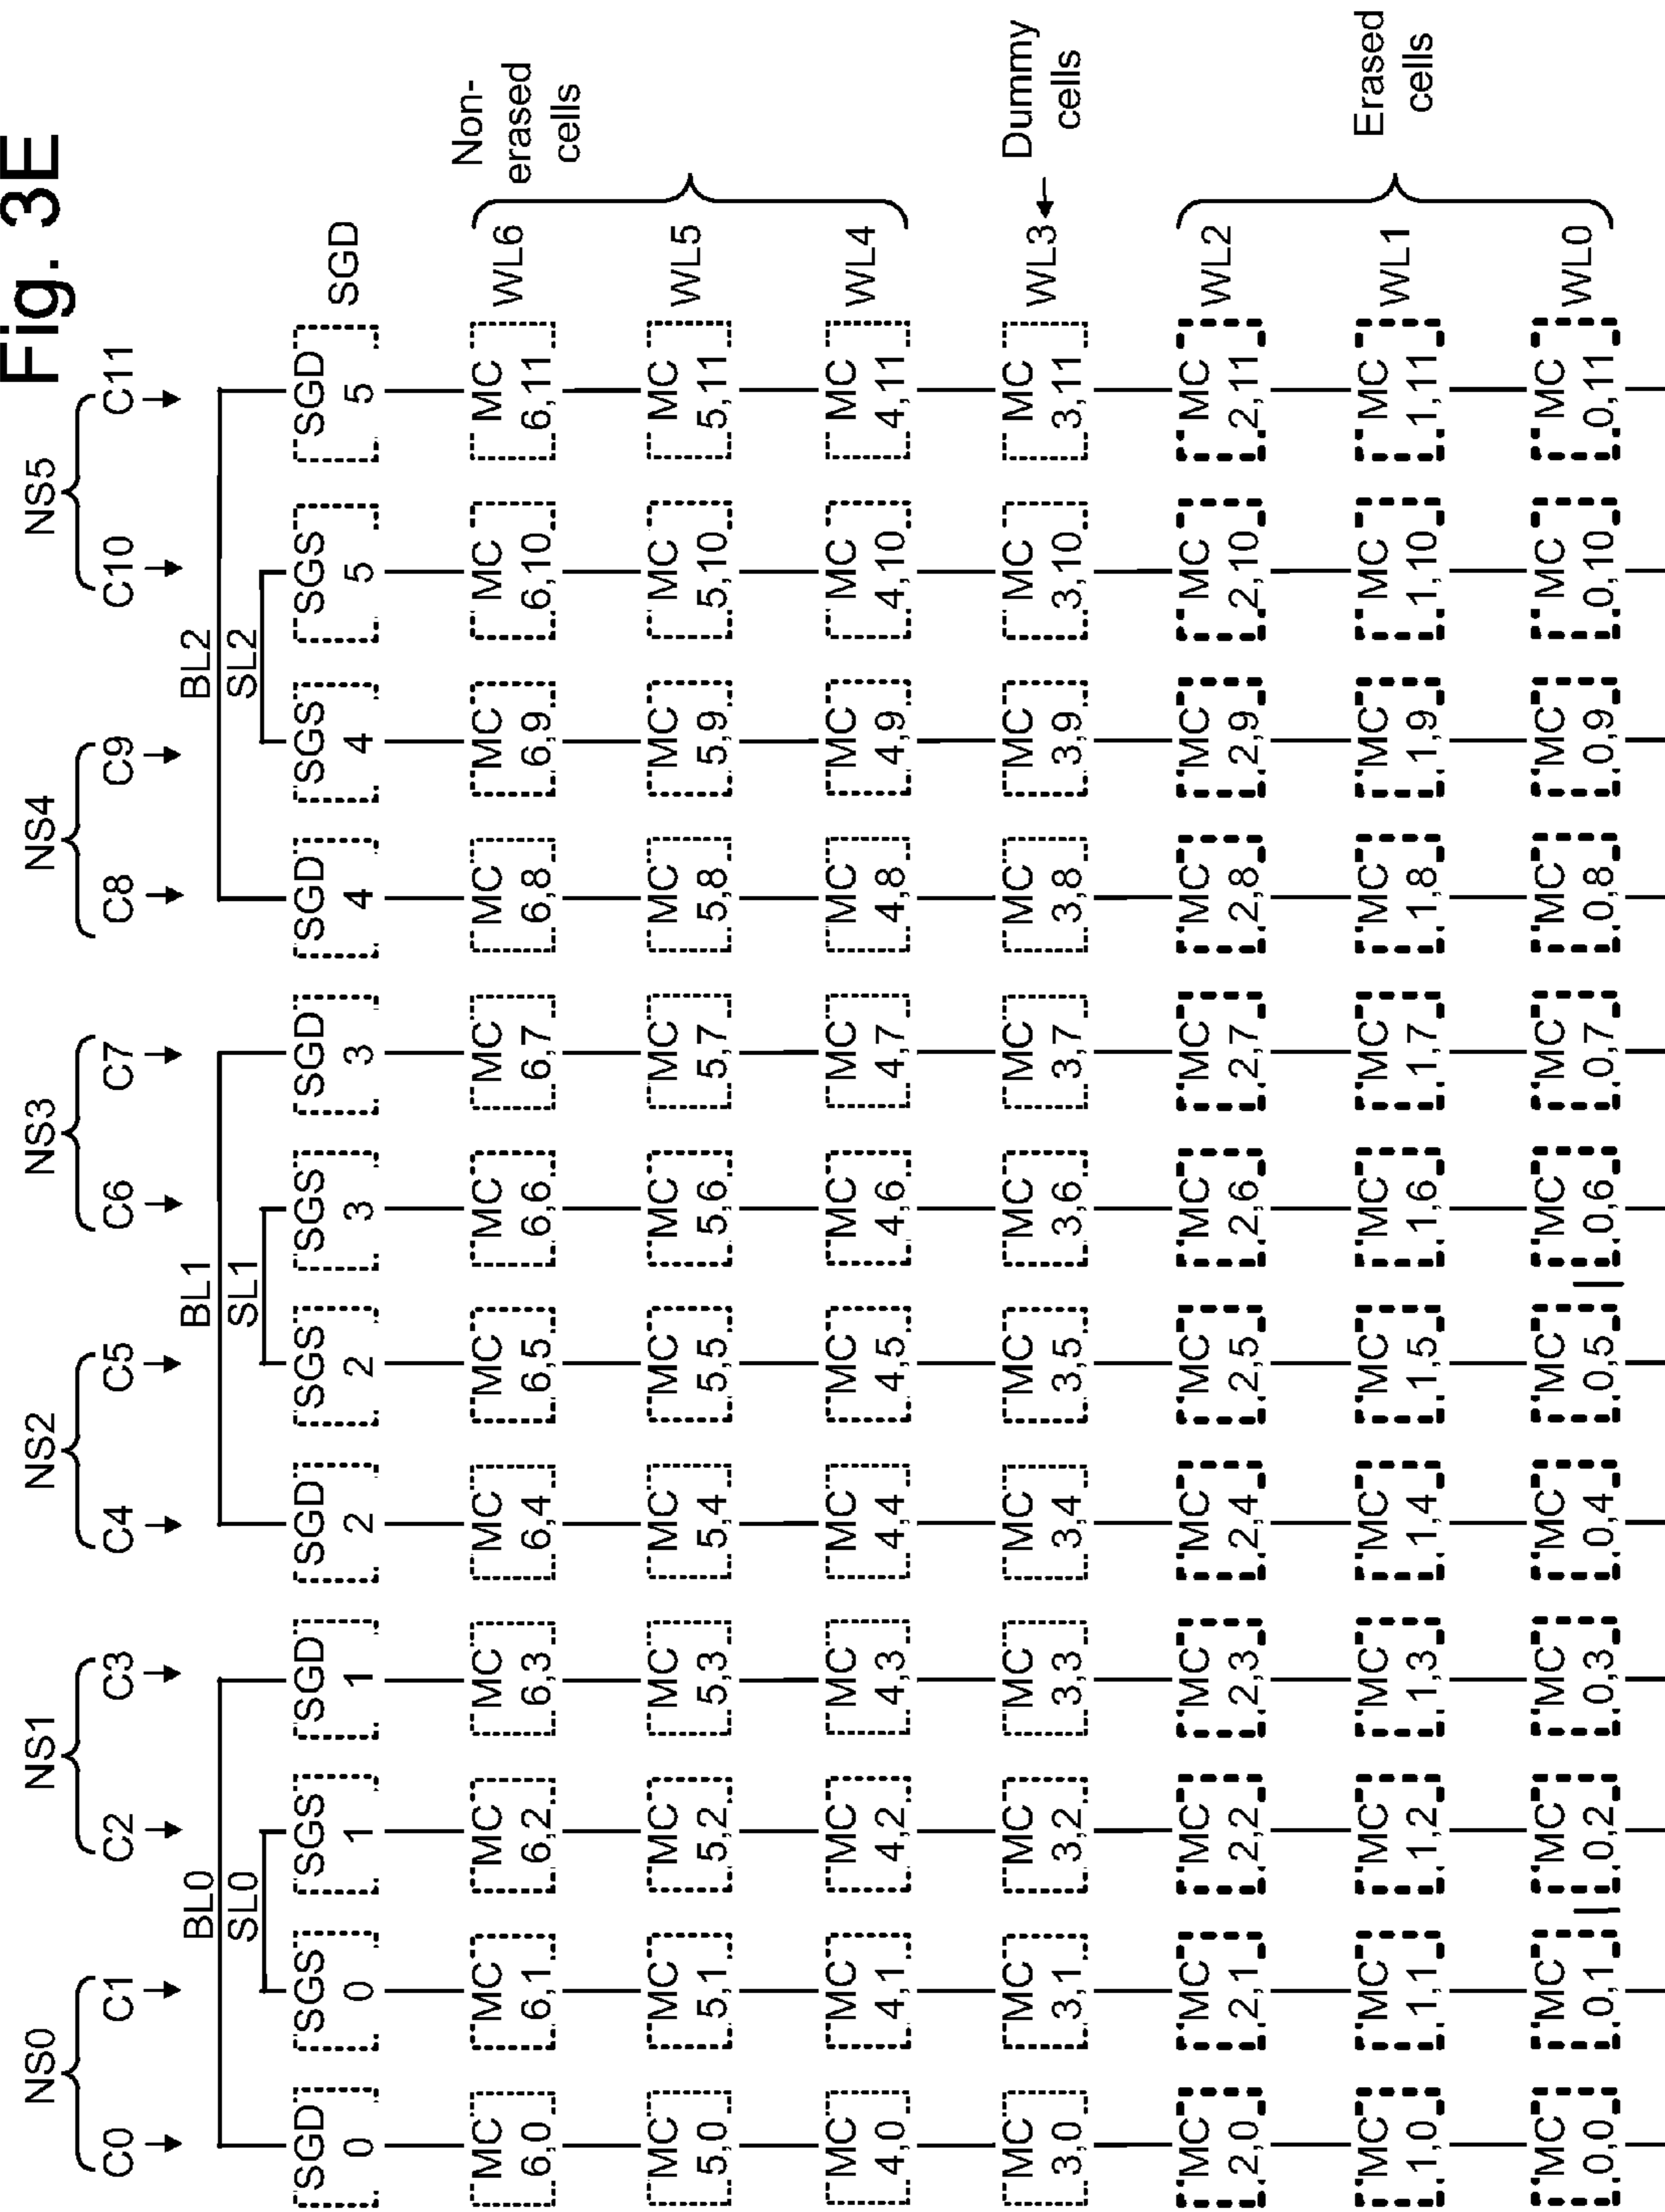 Fig. 3E
NS0 NS1 NS2 NS3 NS4 NS5
C0 C1 C2 C3 C4 C5 C6 C7 C8 C9 C10 C11
BL0 BL1 BL2
SL0 SL1 SL2
SGD SGS SGS SGD SGD SGS SGS SGD SGD SGS SGS SGD SGD
0 0 1 1 2 2 3 3 4 4 5 5
MC MC MC MC MC MC MC MC MC MC MC MC WL6
6,0 6,1 6,2 6,3 6,4 6,5 6,6 6,7 6,8 6,9 6,10 6,11
Non-
erased
cells
MC MC MC MC MC MC MC MC MC MC MC MC WL5
5,0 5,1 5,2 5,3 5,4 5,5 5,6 5,7 5,8 5,9 5,10 5,11
MC MC MC MC MC MC MC MC MC MC MC MC WL4
4,0 4,1 4,2 4,3 4,4 4,5 4,6 4,7 4,8 4,9 4,10 4,11
MC MC MC MC MC MC MC MC MC MC MC MC WL3
3,0 3,1 3,2 3,3 3,4 3,5 3,6 3,7 3,8 3,9 3,10 3,11
Dummy
cells
MC MC MC MC MC MC MC MC MC MC MC MC WL2
2,0 2,1 2,2 2,3 2,4 2,5 2,6 2,7 2,8 2,9 2,10 2,11
MC MC MC MC MC MC MC MC MC MC MC MC WL1
1,0 1,1 1,2 1,3 1,4 1,5 1,6 1,7 1,8 1,9 1,10 1,11
Erased
cells
MC MC MC MC MC MC MC MC MC MC MC MC WL0
0,0 0,1 0,2 0,3 0,4 0,5 0,6 0,7 0,8 0,9 0,10 0,11